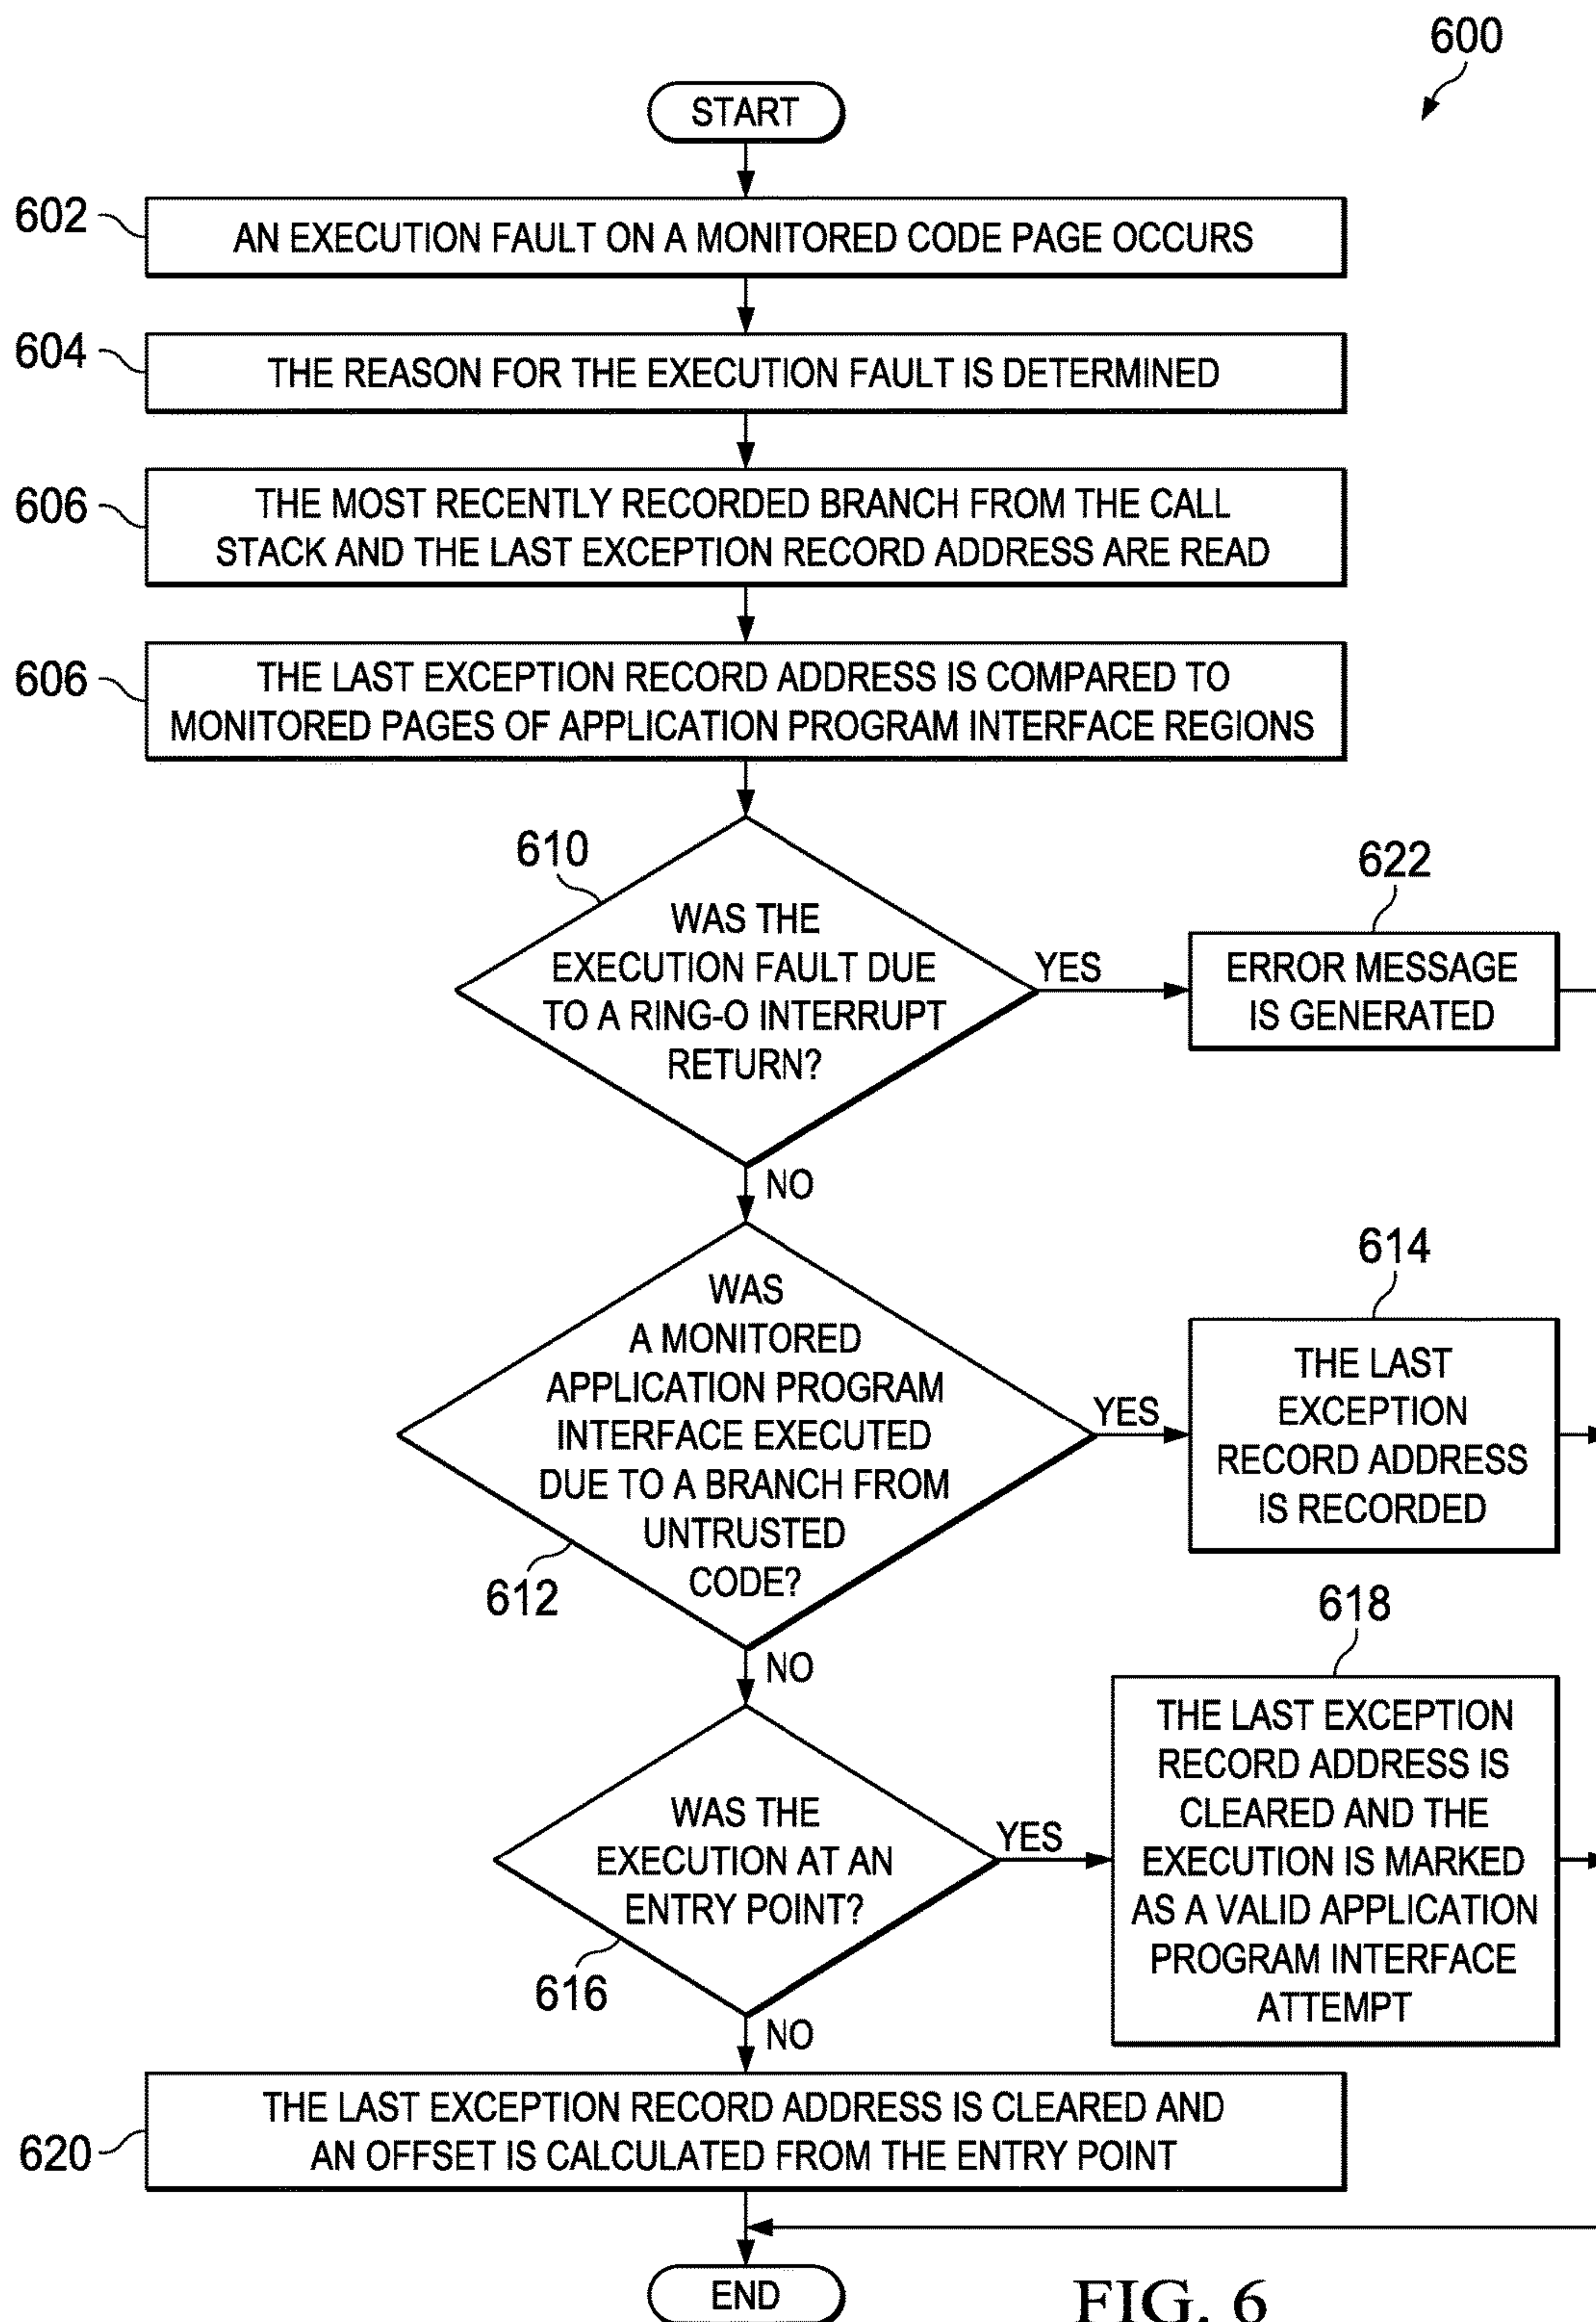 600
START
602
AN EXECUTION FAULT ON A MONITORED CODE PAGE OCCURS
604
THE REASON FOR THE EXECUTION FAULT IS DETERMINED
606
THE MOST RECENTLY RECORDED BRANCH FROM THE CALL
STACK AND THE LAST EXCEPTION RECORD ADDRESS ARE READ
606
THE LAST EXCEPTION RECORD ADDRESS IS COMPARED TO
MONITORED PAGES OF APPLICATION PROGRAM INTERFACE REGIONS
610
WAS THE
EXECUTION FAULT DUE
TO A RING-O INTERRUPT
RETURN?
YES
622
ERROR MESSAGE
IS GENERATED
NO
612
WAS
A MONITORED
APPLICATION PROGRAM
INTERFACE EXECUTED
DUE TO A BRANCH FROM
UNTRUSTED
CODE?
YES
614
THE LAST
EXCEPTION
RECORD ADDRESS
IS RECORDED
NO
616
WAS THE
EXECUTION AT AN
ENTRY POINT?
YES
618
THE LAST EXCEPTION
RECORD ADDRESS IS
CLEARED AND THE
EXECUTION IS MARKED
AS A VALID APPLICATION
PROGRAM INTERFACE
ATTEMPT
NO
620
THE LAST EXCEPTION RECORD ADDRESS IS CLEARED AND
AN OFFSET IS CALCULATED FROM THE ENTRY POINT
END
FIG. 6